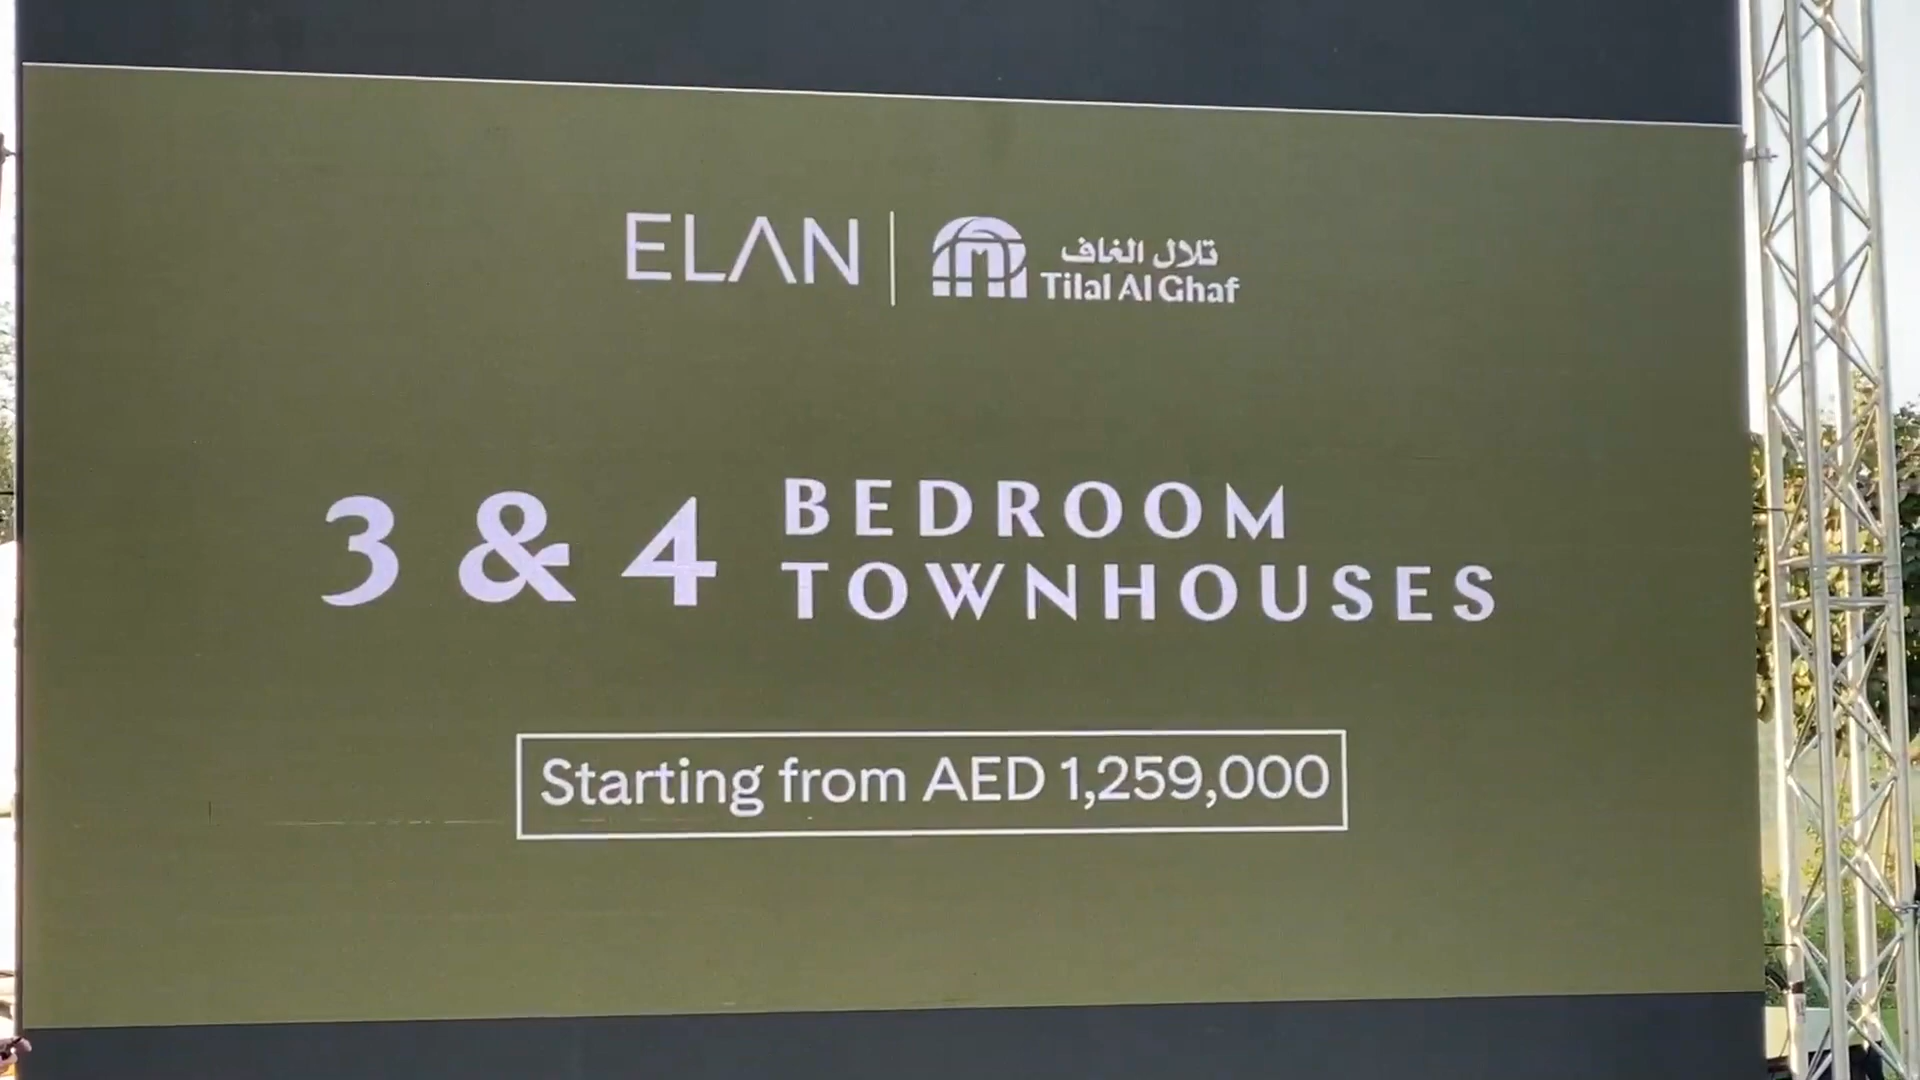 ELAN
تلال الغاف
Tilal Al Ghaf
3 & 4 BEDROOM
TOWNHOUSES
Starting from AED 1,259,000